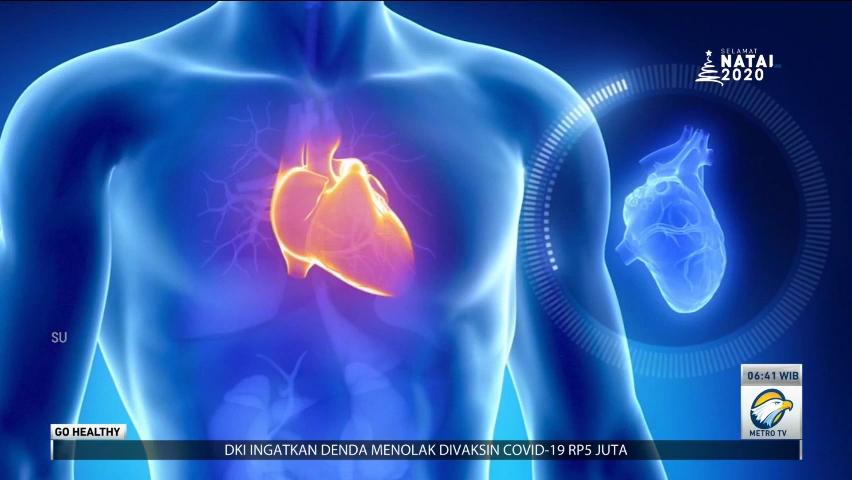 SELAMAT
NATAL
2020
SU
06:41 WIB
METRO TV
GO HEALTHY
DKI INGATKAN DENDA MENOLAK DIVAKSIN COVID-19 RP5 JUTA